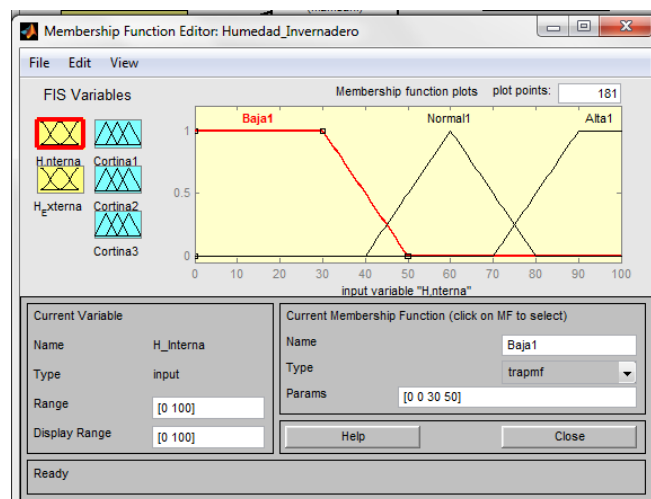 (mamdani)
Membership Function Editor: Humedad_Invernadero
File Edit View
FIS Variables
Membership function plots plot points: 181
Baja1 Normal1 Alta1
1
0.5
0
0 10 20 30 40 50 60 70 80 90 100
input variable "H,nterna"
H,nterna Cortina1
H_Externa Cortina2
Cortina3
Current Variable
Name H_Interna
Type input
Range [0 100]
Display Range [0 100]
Current Membership Function (click on MF to select)
Name Baja1
Type trapmf
Params [0 0 30 50]
Help Close
Ready